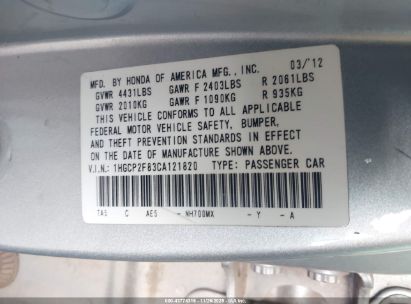 MFD. BY HONDA OF AMERICA MFG., INC. 03/'12
GVWR 4431LBS GAWR F 2403LBS R 2061LBS
GVWR 2010KG GAWR F 1090KG R 935KG
THIS VEHICLE CONFORMS TO ALL APPLICABLE
FEDERAL MOTOR VEHICLE SAFETY, BUMPER,
AND THEFT PREVENTION STANDARDS IN EFFECT
ON THE DATE OF MANUFACTURE SHOWN ABOVE.
V.I.N.: 1HGCP2F83CA121820 TYPE: PASSENGER CAR
C AE5 - NH700MX - Y - A